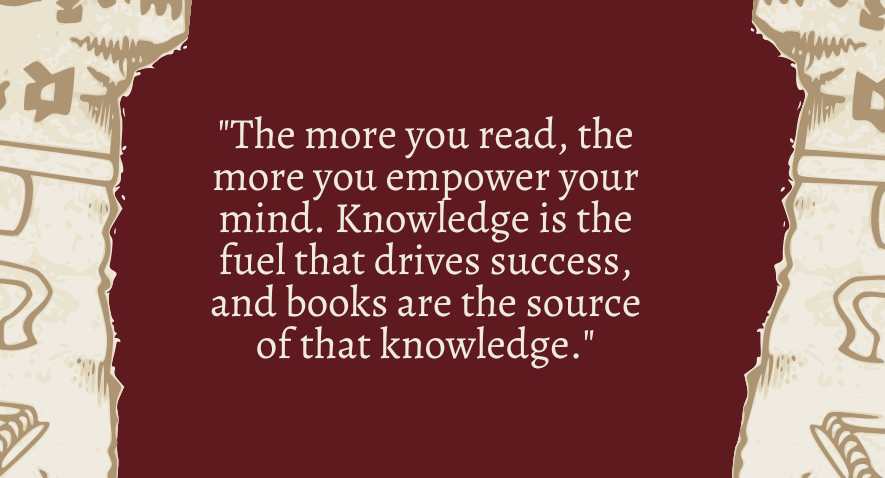 "The more you read, the
more you empower your
mind. Knowledge is the
fuel that drives success,
and books are the source
of that knowledge."